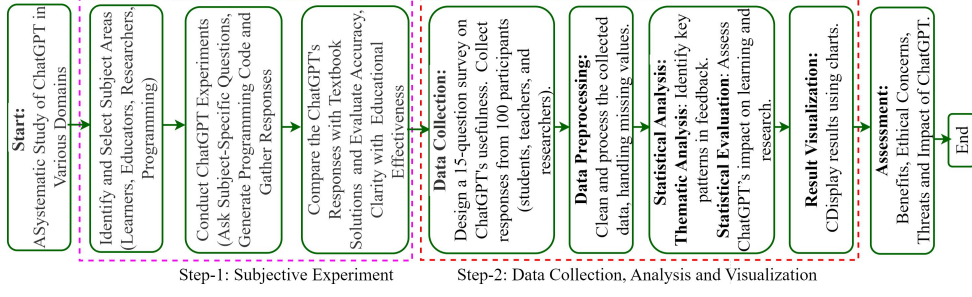 Start:
ASystematic Study of ChatGPT in
Various Domains
Identify and Select Subject Areas
(Learners, Educators, Researchers,
Programming)
Conduct ChatGPT Experiments
(Ask Subject-Specific Questions,
Generate Programming Code and
Gather Responses
Compare the ChatGPT's
Responses with Textbook
Solutions and Evaluate Accuracy,
Clarity with Educational
Effectiveness
Data Collection:
Design a 15-question survey on
ChatGPT's usefulness. Collect
responses from 100 participants
(students, teachers, and
researchers).
Data Preprocessing:
Clean and process the collected
data, handling missing values.
Statistical Analysis:
Thematic Analysis: Identify key
patterns in feedback.
Statistical Evaluation: Assess
ChatGPT's impact on learning and
research.
Result Visualization:
CDisplay results using charts.
Assessment:
Benefits, Ethical Concerns,
Threats and Impact of ChatGPT.
End
Step-1: Subjective Experiment
Step-2: Data Collection, Analysis and Visualization